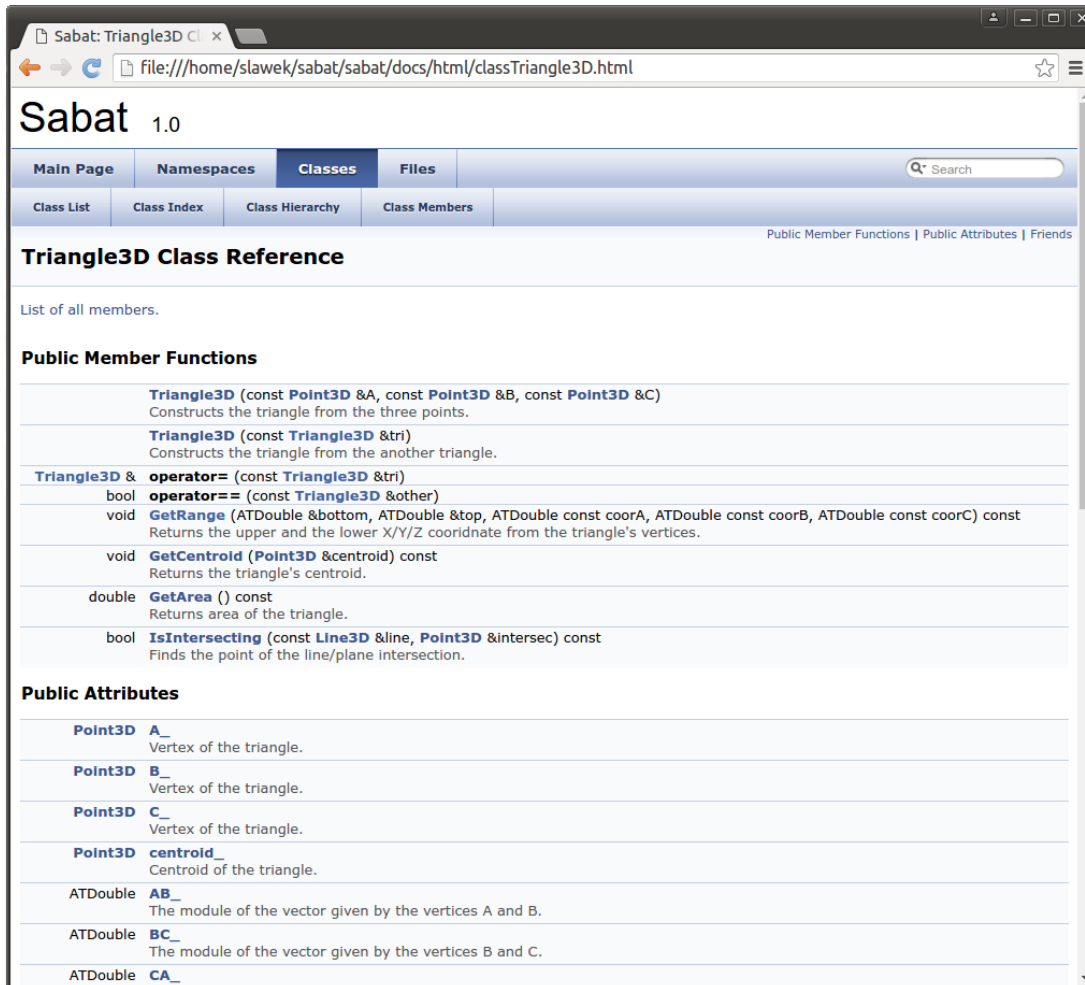 Sabat: Triangle3D Cl
file:///home/slawek/sabat/sabat/docs/html/classTriangle3D.html
Sabat 1.0
Main Page Namespaces Classes Files Search
Class List Class Index Class Hierarchy Class Members
Public Member Functions | Public Attributes | Friends
Triangle3D Class Reference
List of all members.
Public Member Functions
Triangle3D (const Point3D &A, const Point3D &B, const Point3D &C)
Constructs the triangle from the three points.
Triangle3D (const Triangle3D &tri)
Constructs the triangle from the another triangle.
Triangle3D & operator= (const Triangle3D &tri)
bool operator== (const Triangle3D &other)
void GetRange (ATDouble &bottom, ATDouble &top, ATDouble const coorA, ATDouble const coorB, ATDouble const coorC) const
Returns the upper and the lower X/Y/Z cooridnate from the triangle's vertices.
void GetCentroid (Point3D &centroid) const
Returns the triangle's centroid.
double GetArea () const
Returns area of the triangle.
bool IsIntersecting (const Line3D &line, Point3D &intersec) const
Finds the point of the line/plane intersection.
Public Attributes
Point3D A_
Vertex of the triangle.
Point3D B_
Vertex of the triangle.
Point3D C_
Vertex of the triangle.
Point3D centroid_
Centroid of the triangle.
ATDouble AB_
The module of the vector given by the vertices A and B.
ATDouble BC_
The module of the vector given by the vertices B and C.
ATDouble CA_